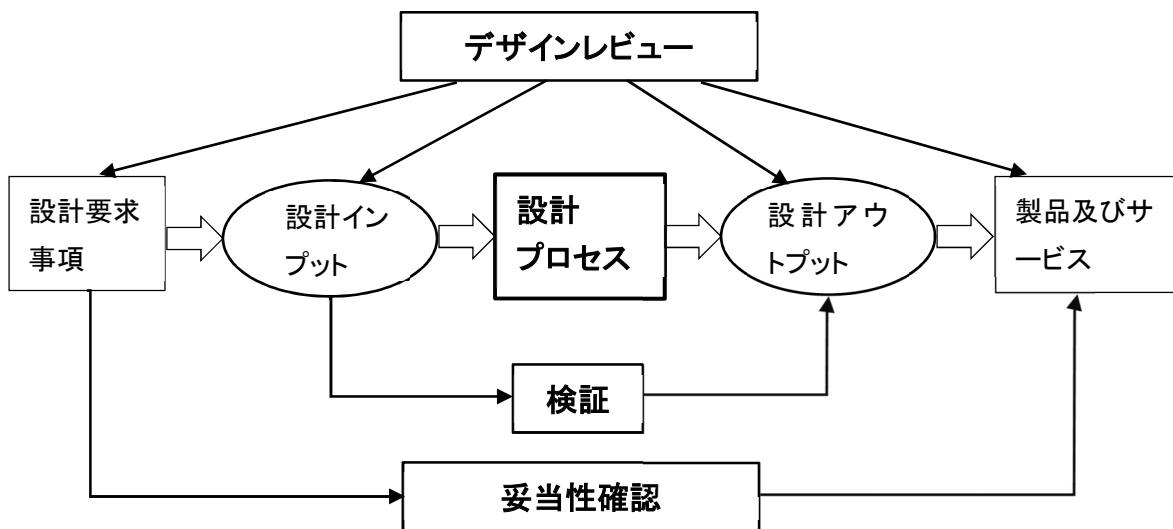 デザインレビュー
設計要求
事項
設計イン
プット
設計
プロセス
設計アウ
トプット
製品及びサ
ービス
検証
妥当性確認